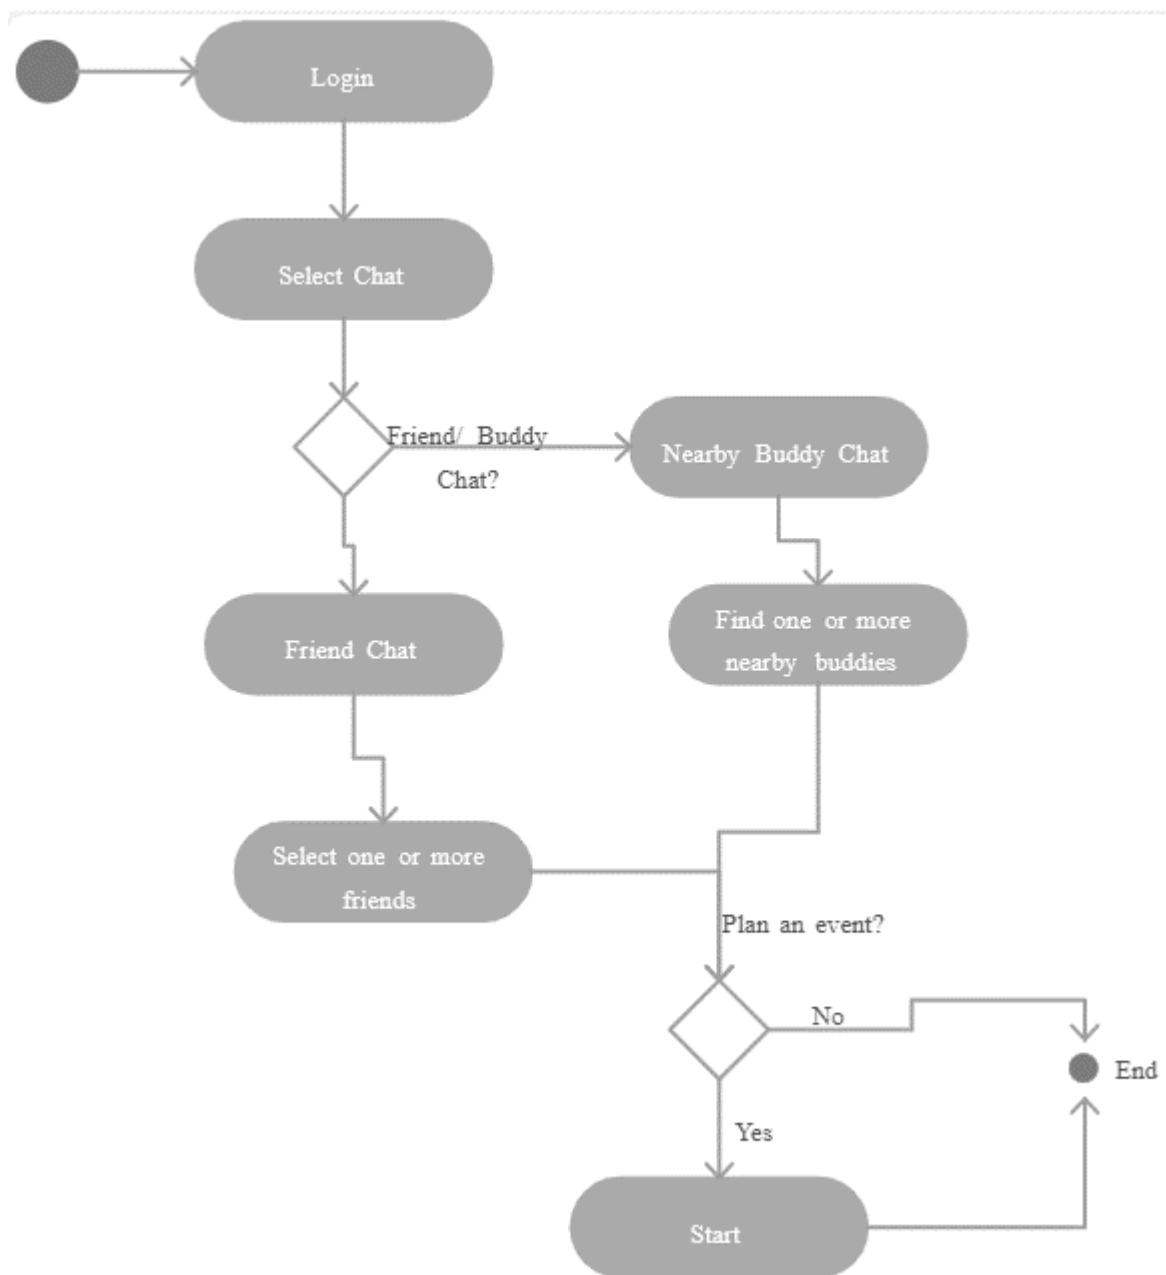 Login
Select Chat
Friend/ Buddy
Chat?
Nearby Buddy Chat
Friend Chat
Find one or more
nearby buddies
Select one or more
friends
Plan an event?
No
End
Yes
Start